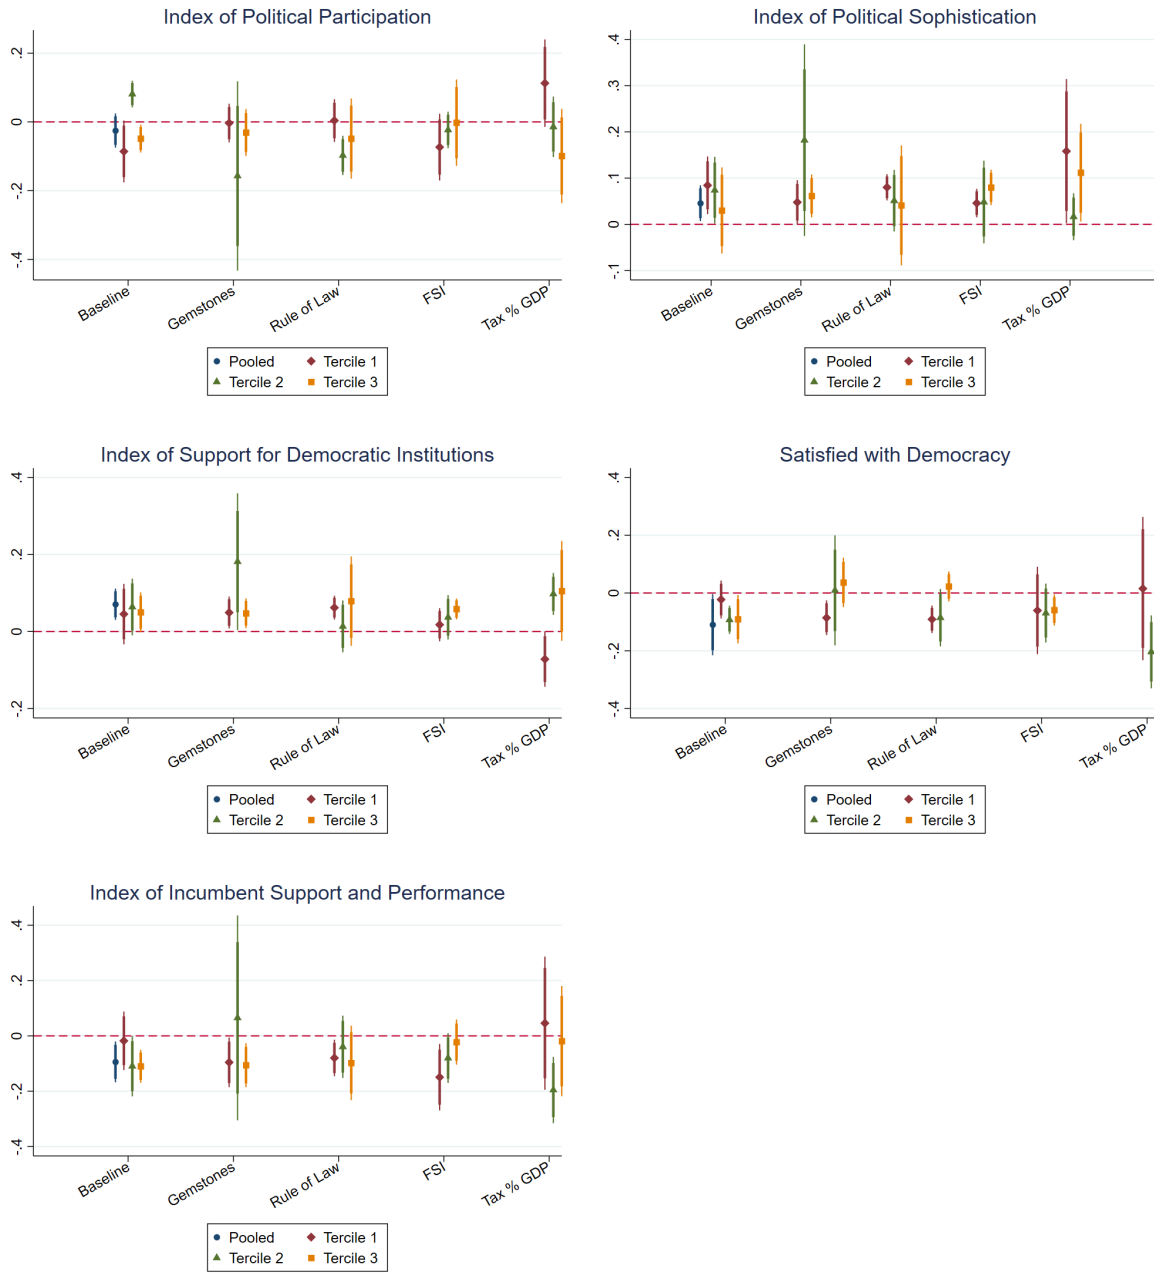 Index of Political Participation
.2
0
-.2
-.4
Baseline
Gemstones
Rule of Law
FSI
Tax % GDP
Pooled
Tercile 1
Tercile 2
Tercile 3
Index of Political Sophistication
.4
.3
.2
.1
0
-.1
Baseline
Gemstones
Rule of Law
FSI
Tax % GDP
Pooled
Tercile 1
Tercile 2
Tercile 3
Index of Support for Democratic Institutions
.4
.2
0
-.2
Baseline
Gemstones
Rule of Law
FSI
Tax % GDP
Pooled
Tercile 1
Tercile 2
Tercile 3
Satisfied with Democracy
.4
.2
0
-.2
-.4
Baseline
Gemstones
Rule of Law
FSI
Tax % GDP
Pooled
Tercile 1
Tercile 2
Tercile 3
Index of Incumbent Support and Performance
.4
.2
0
-.2
-.4
Baseline
Gemstones
Rule of Law
FSI
Tax % GDP
Pooled
Tercile 1
Tercile 2
Tercile 3